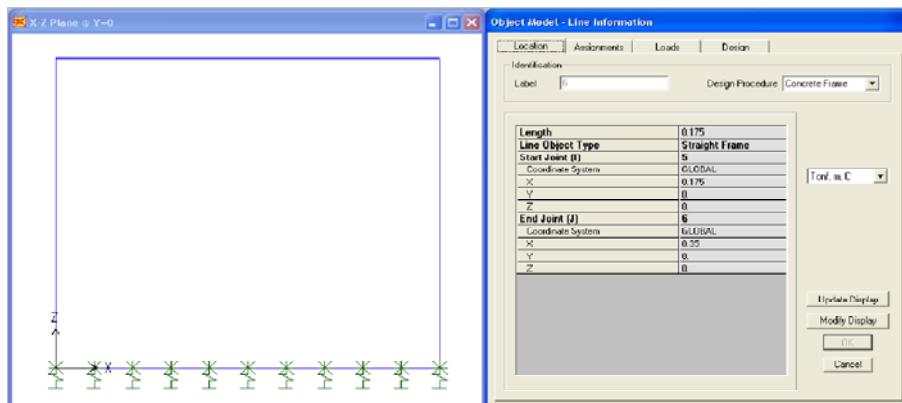 X-Z Plane @ Y=0
Z
X
Object Model - Line Information
Location Assignments Loads Design
Identification
Label 6 Design Procedure Concrete Frame
Length 0.175
Line Object Type Straight Frame
Start Joint (I) 5
Coordinate System GLOBAL
X 0.175
Y 0.
Z 0.
End Joint (J) 6
Coordinate System GLOBAL
X 0.35
Y 0.
Z 0.
Tonf, m, C
Update Display
Modify Display
OK
Cancel